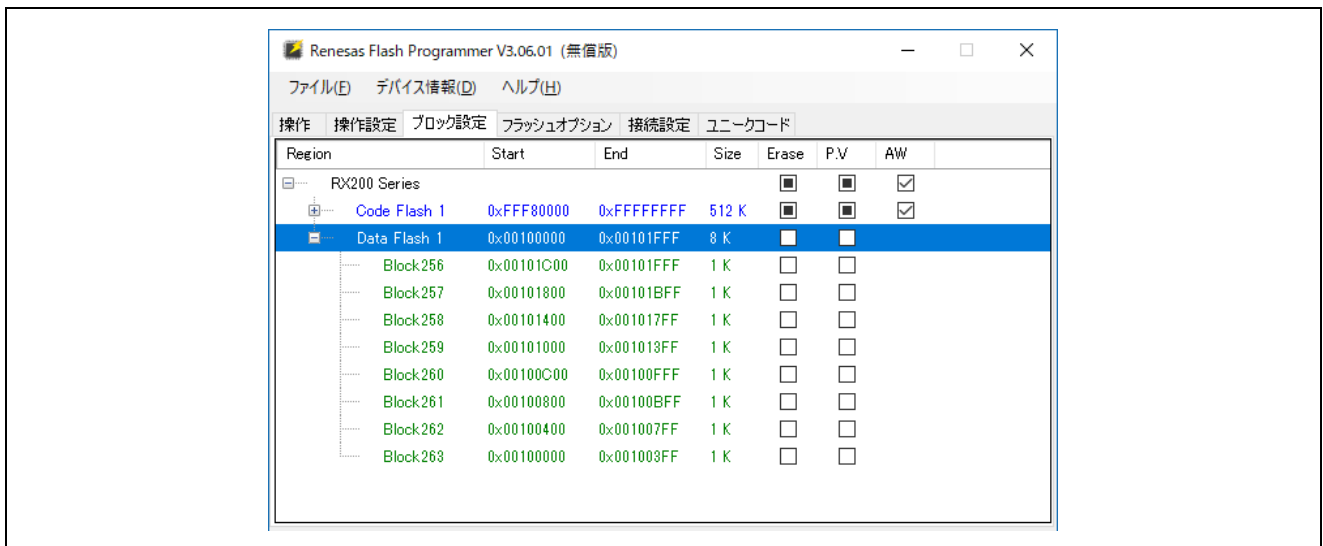 Renesas Flash Programmer V3.06.01 (無償版)
ファイル(F) デバイス情報(D) ヘルプ(H)
操作 操作設定 ブロック設定 フラッシュオプション 接続設定 ユニークコード
Region Start End Size Erase P.V AW
RX200 Series
Code Flash 1 0xFFF80000 0xFFFFFFFF 512 K
Data Flash 1 0x00100000 0x00101FFF 8 K
Block256 0x00101C00 0x00101FFF 1 K
Block257 0x00101800 0x00101BFF 1 K
Block258 0x00101400 0x001017FF 1 K
Block259 0x00101000 0x001013FF 1 K
Block260 0x00100C00 0x00100FFF 1 K
Block261 0x00100800 0x00100BFF 1 K
Block262 0x00100400 0x001007FF 1 K
Block263 0x00100000 0x001003FF 1 K